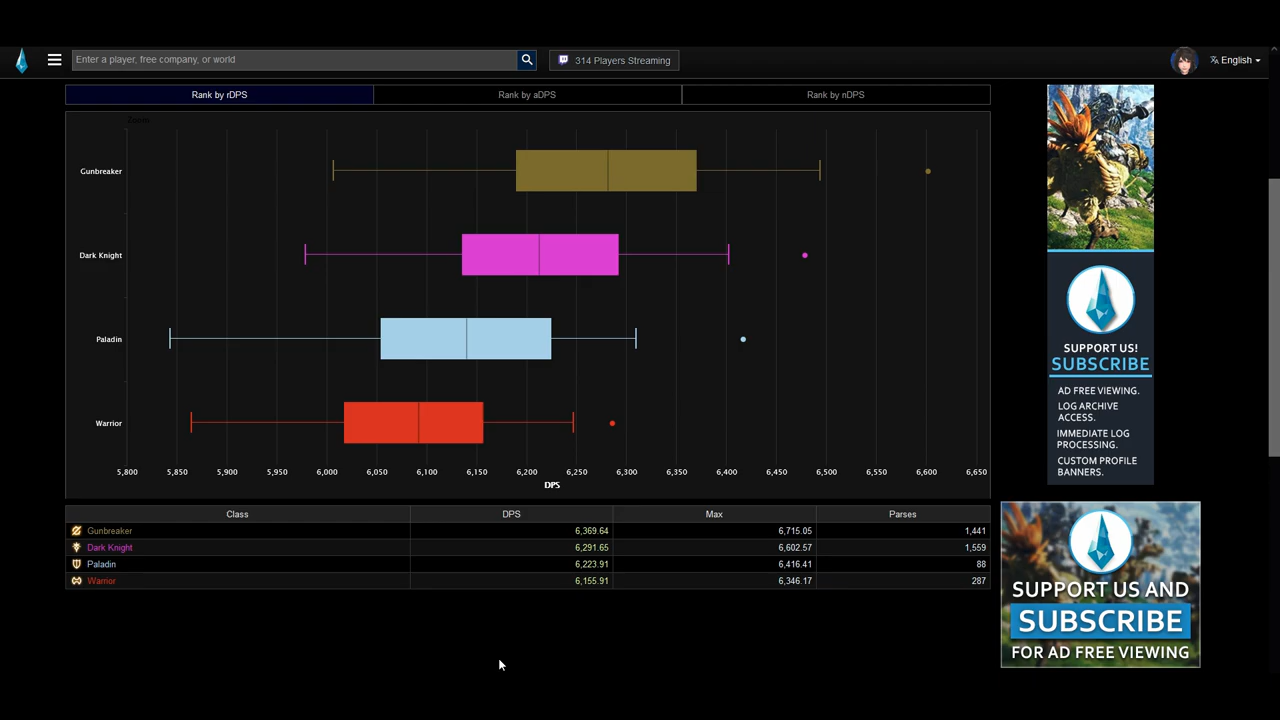 Enter a player, free company, or world
314 Players Streaming
English
Rank by rDPS
Rank by aDPS
Rank by nDPS
Zoom
Gunbreaker
Dark Knight
Paladin
Warrior
5,800 5,850 5,900 5,950 6,000 6,050 6,100 6,150 6,200 6,250 6,300 6,350 6,400 6,450 6,500 6,550 6,600 6,650
DPS
Class DPS Max Parses
Gunbreaker 6,369.64 6,715.05 1,441
Dark Knight 6,291.65 6,602.57 1,559
Paladin 6,223.91 6,416.41 88
Warrior 6,155.91 6,346.17 287
SUPPORT US!
SUBSCRIBE
AD FREE VIEWING.
LOG ARCHIVE
ACCESS.
IMMEDIATE LOG
PROCESSING.
CUSTOM PROFILE
BANNERS.
SUPPORT US AND
SUBSCRIBE
FOR AD FREE VIEWING